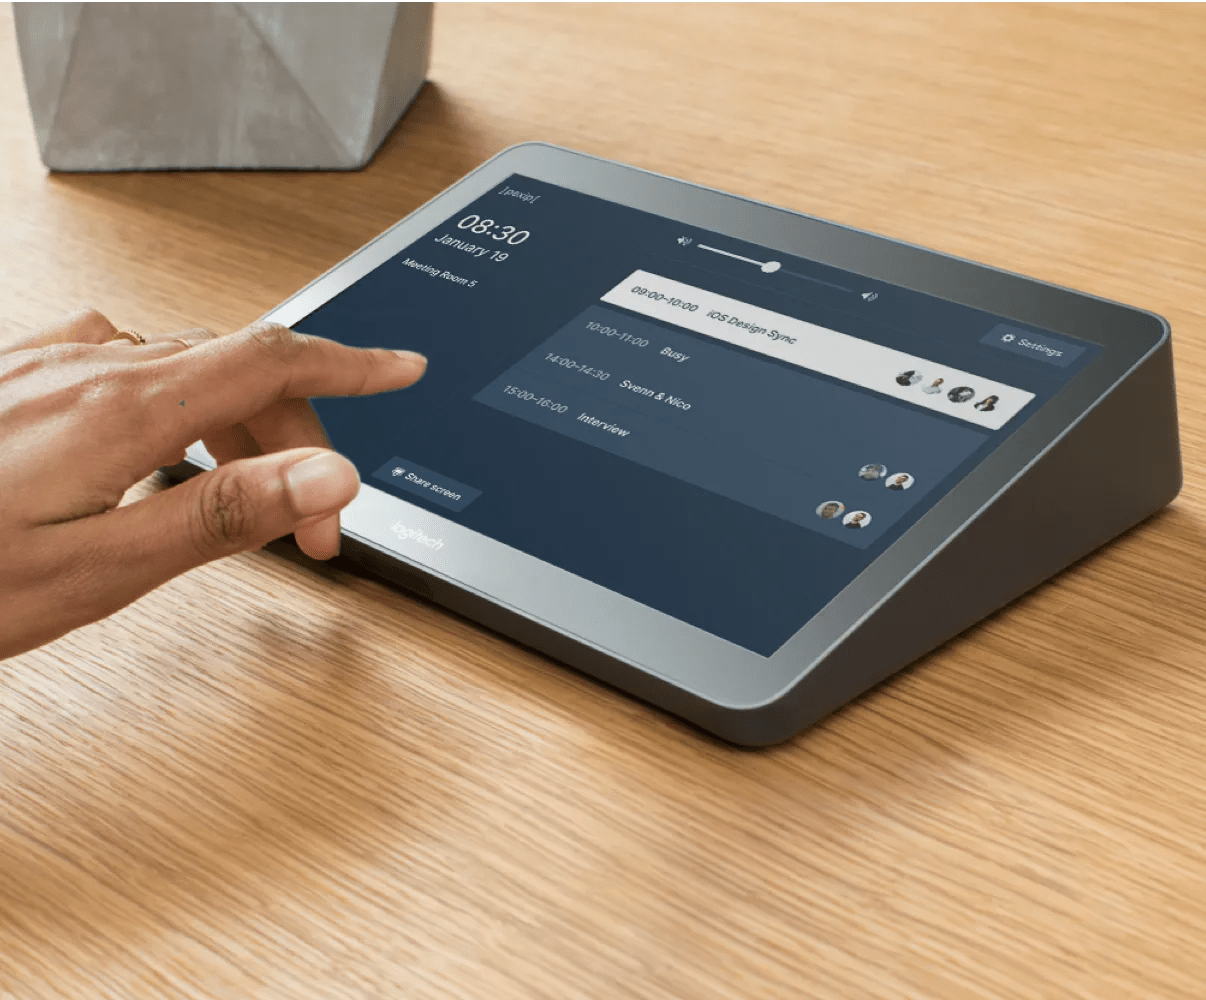 ]pexip[
08:30
January 19
Meeting Room 5
09:00–10:00 iOS Design Sync
10:00–11:00 Busy
14:00–14:30 Svenn & Nico
15:00–16:00 Interview
Settings
Share screen
logitech